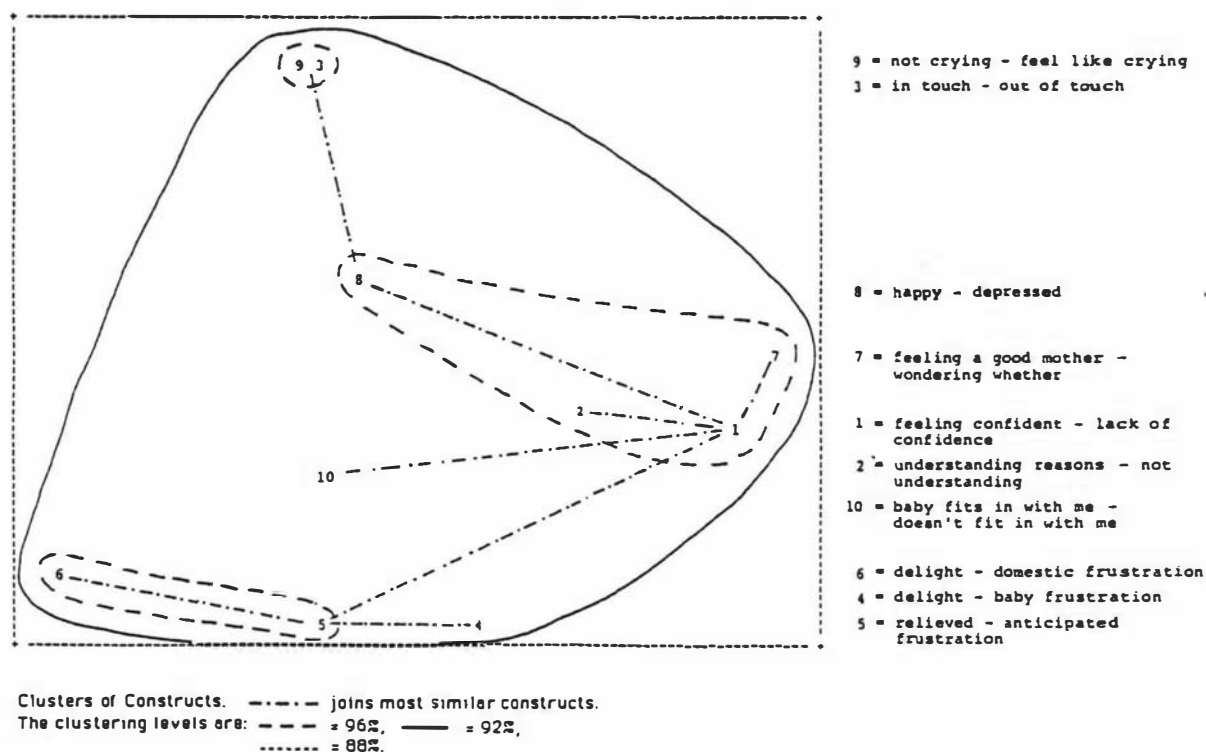 9 3
9 = not crying - feel like crying
3 = in touch - out of touch
8
8 = happy - depressed
7
7 = feeling a good mother -
wondering whether
2
1
1 = feeling confident - lack of
confidence
2 = understanding reasons - not
understanding
10
10 = baby fits in with me -
doesn't fit in with me
6
6 = delight - domestic frustration
4 = delight - baby frustration
5
4
5 = relieved - anticipated
frustration
Clusters of Constructs. joins most similar constructs.
The clustering levels are: = 96%, = 92%,
= 88%.